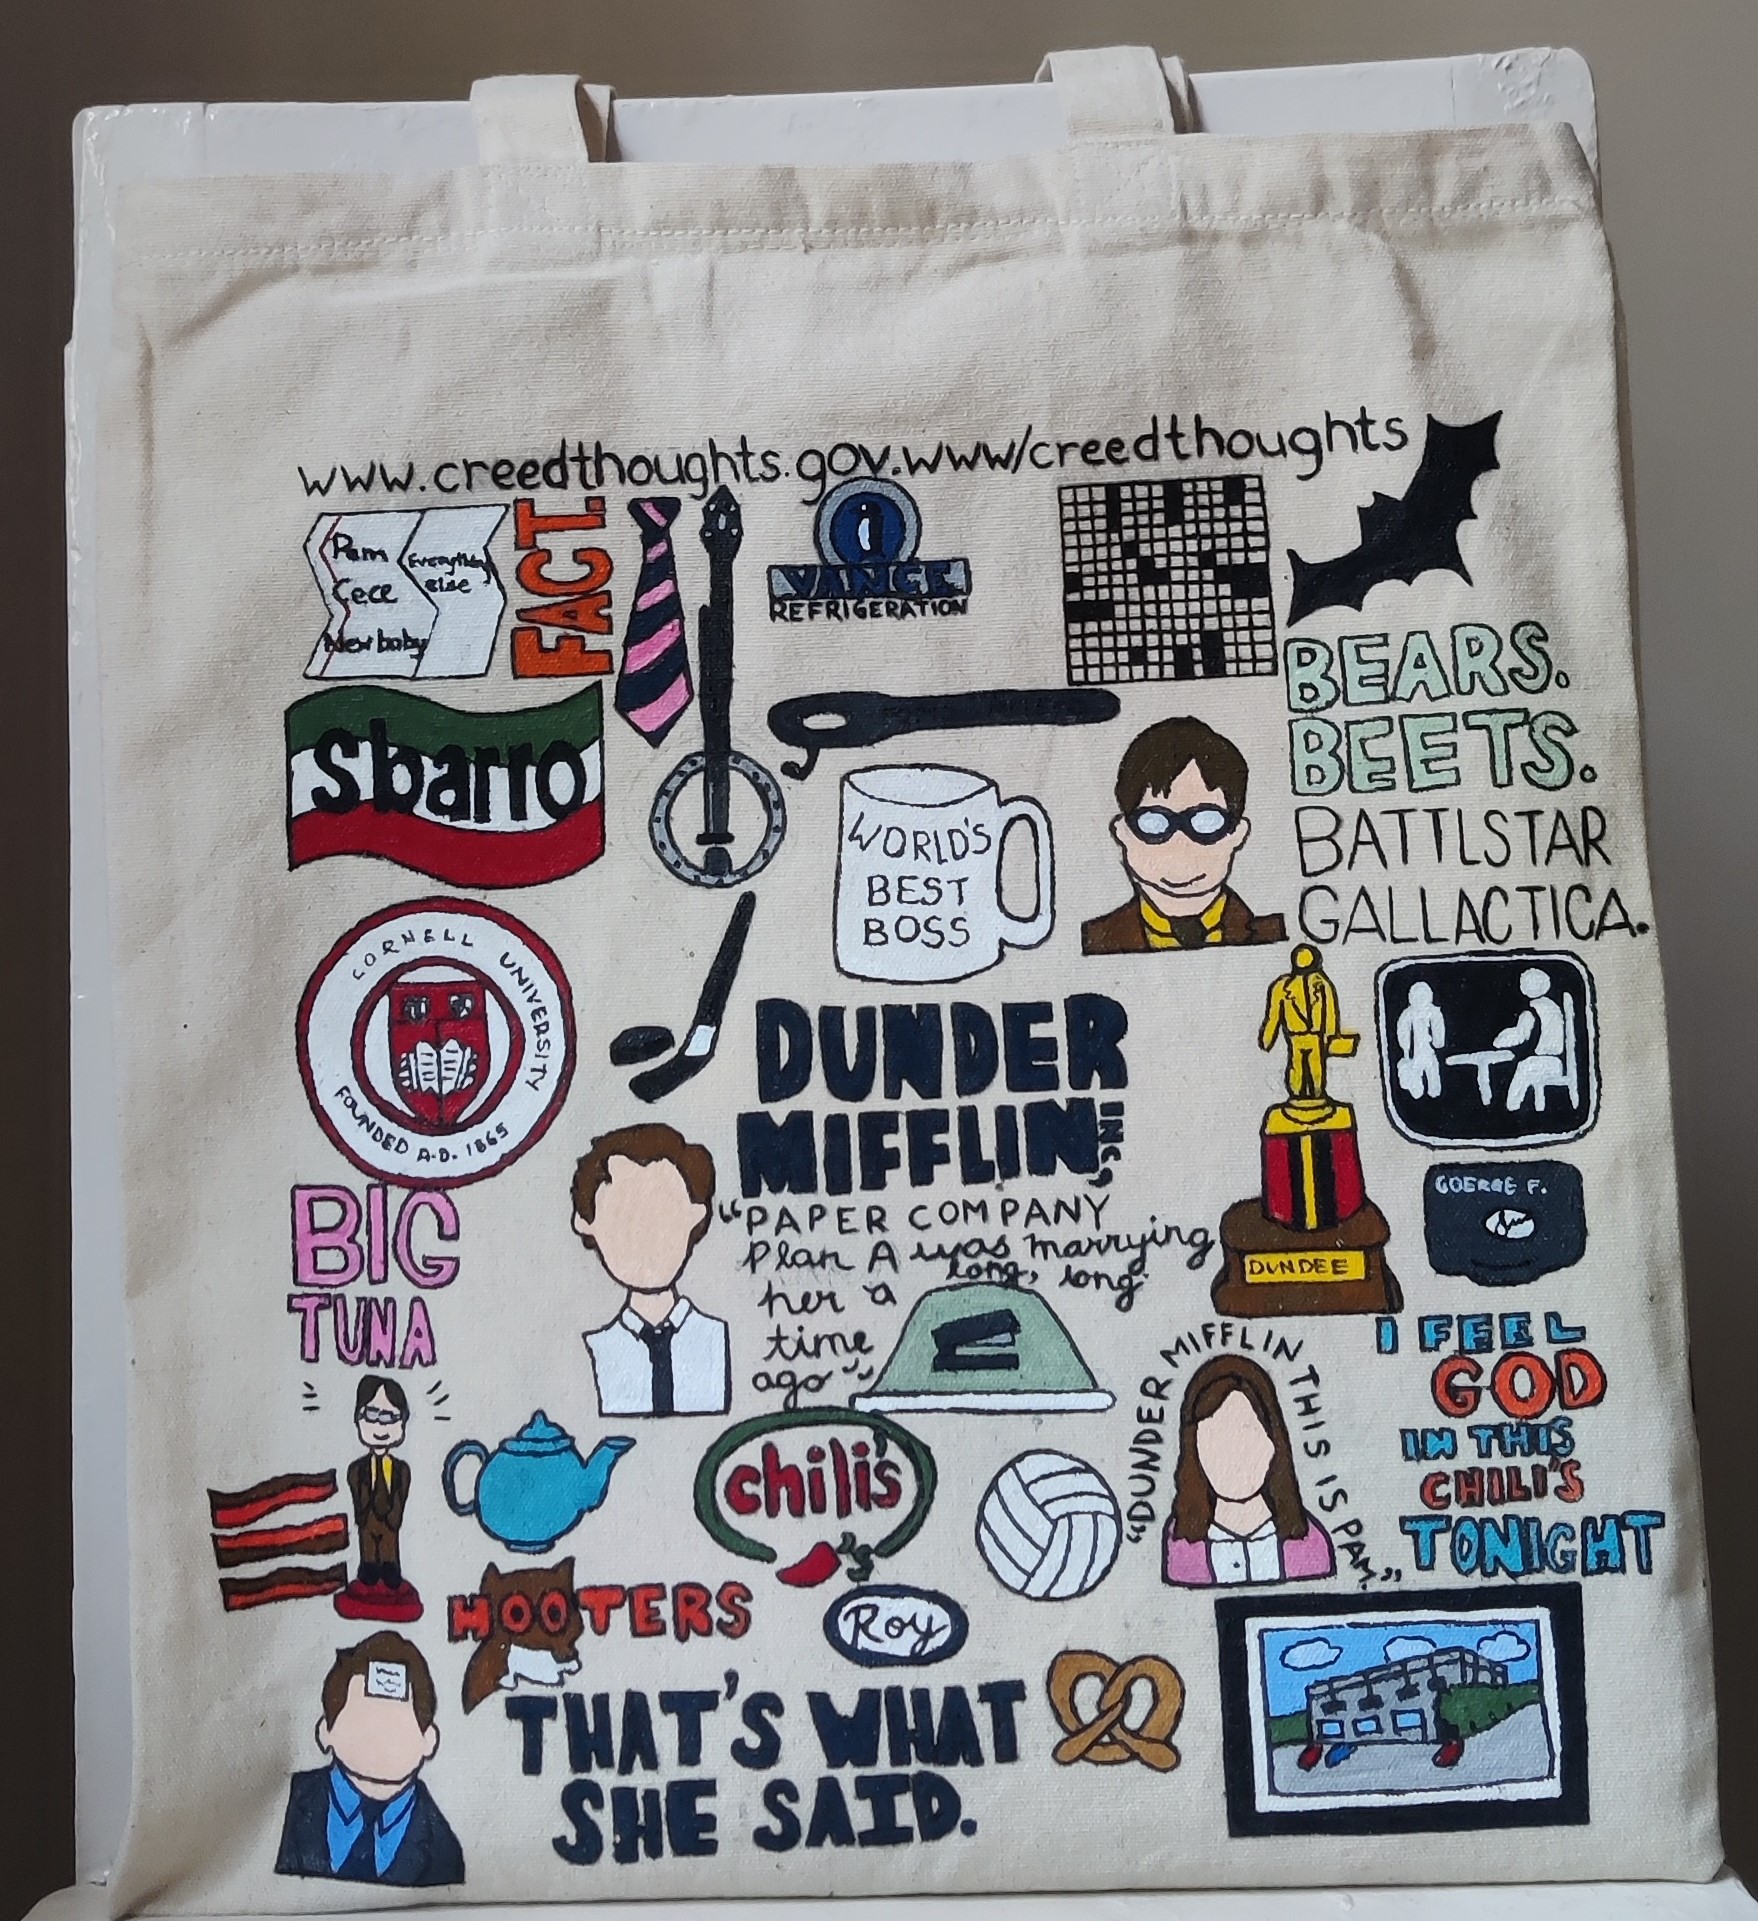 www.creedthoughts.gov.www/creedthoughts
Pam
Cece
New baby
Everything
else
FACT.
i
VANCE
REFRIGERATION
BEARS.
BEETS.
BATTLSTAR
GALLACTICA.
sbarro
WORLD'S
BEST
BOSS
CORNELL UNIVERSITY
FOUNDED A.D. 1865
DUNDER
MIFFLIN, INC,
"PAPER COMPANY
Plan A was marrying
her a long, long
time
ago"
DUNDEE
GOERGE F.
BIG
TUNA
"DUNDER MIFFLIN THIS IS PAM."
I FEEL
GOD
IN THIS
CHILI'S
TONIGHT
chili's
HOOTERS
Roy
THAT'S WHAT
SHE SAID.